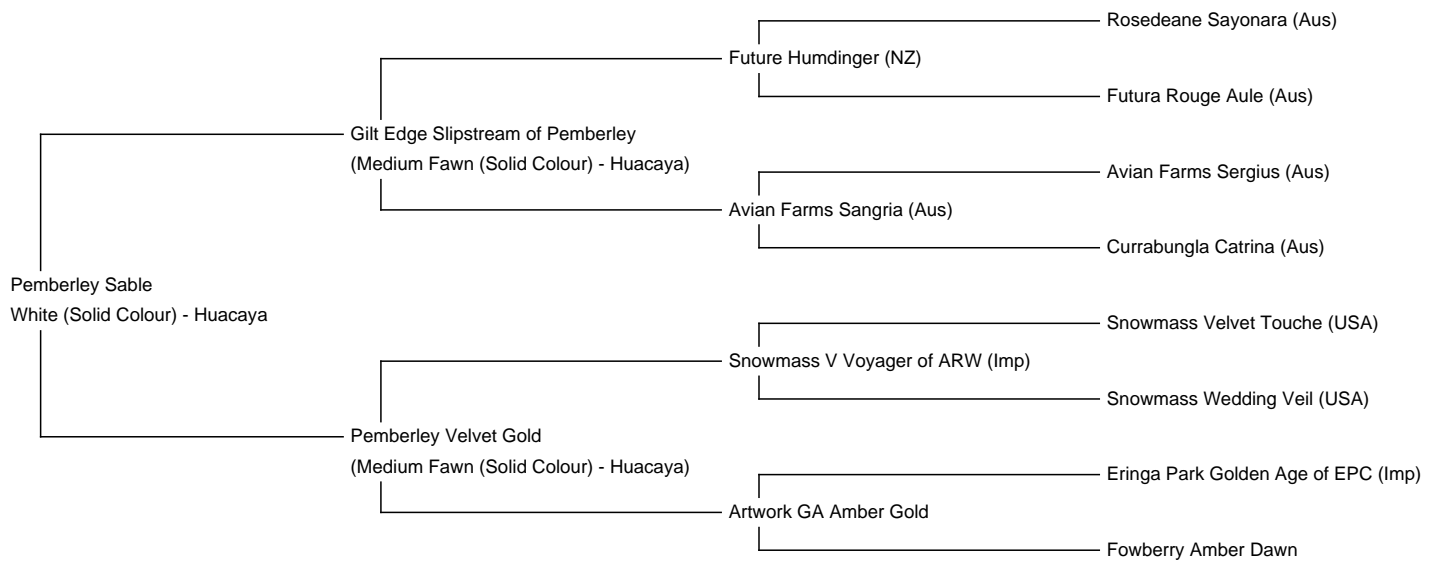 Rosedeane Sayonara (Aus)
Future Humdinger (NZ)
Futura Rouge Aule (Aus)
Gilt Edge Slipstream of Pemberley
(Medium Fawn (Solid Colour) - Huacaya)
Avian Farms Sergius (Aus)
Avian Farms Sangria (Aus)
Currabungla Catrina (Aus)
Pemberley Sable
White (Solid Colour) - Huacaya
Snowmass Velvet Touche (USA)
Snowmass V Voyager of ARW (Imp)
Snowmass Wedding Veil (USA)
Pemberley Velvet Gold
(Medium Fawn (Solid Colour) - Huacaya)
Eringa Park Golden Age of EPC (Imp)
Artwork GA Amber Gold
Fowberry Amber Dawn